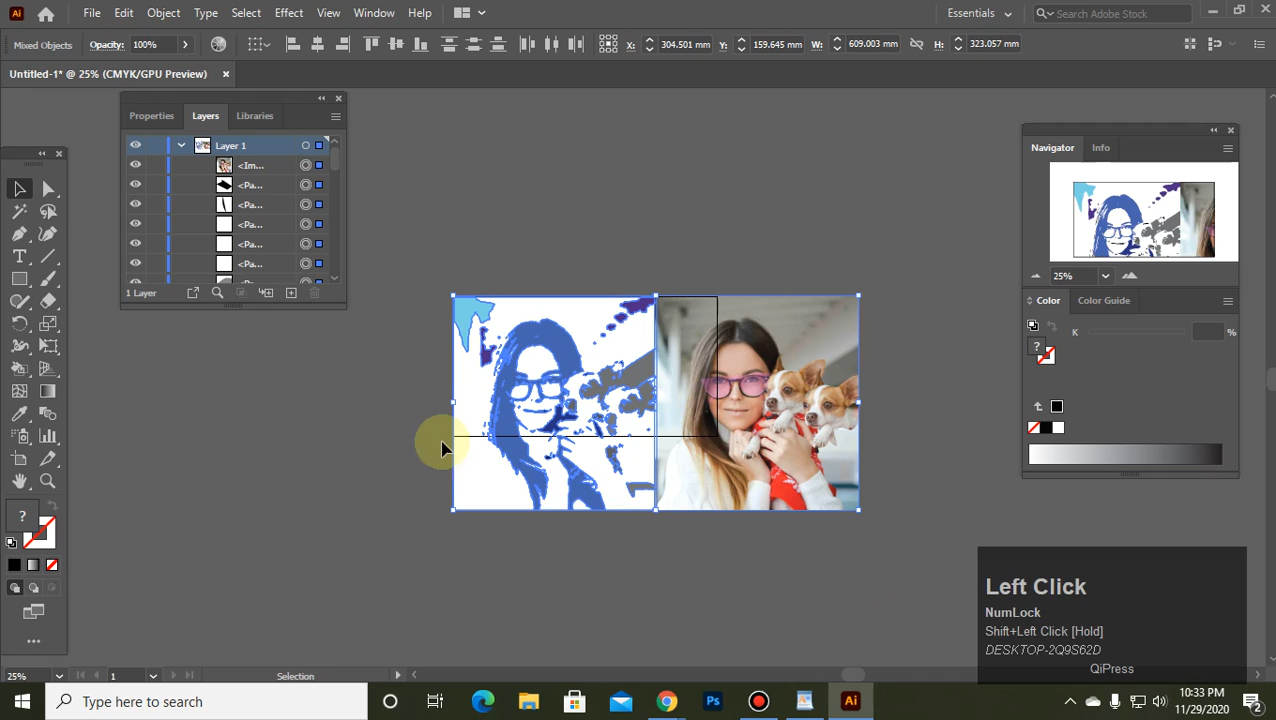 Ai File Edit Object Type Select Effect View Window Help Essentials Search Adobe Stock
Mixed Objects Opacity: 100% X: 304.501 mm Y: 159.645 mm W: 609.003 mm H: 323.057 mm
Untitled-1* @ 25% (CMYK/GPU Preview)
Properties Layers Libraries
Layer 1
<Im...
<Pa...
<Pa...
<Pa...
<Pa...
<Pa...
1 Layer
Navigator Info
25%
Color Color Guide
K %
?
?
Left Click
NumLock
Shift+Left Click [Hold]
DESKTOP-2Q9S62D
QiPress
25% 1 Selection
Type here to search
Ps Ai
10:33 PM
11/29/2020
2